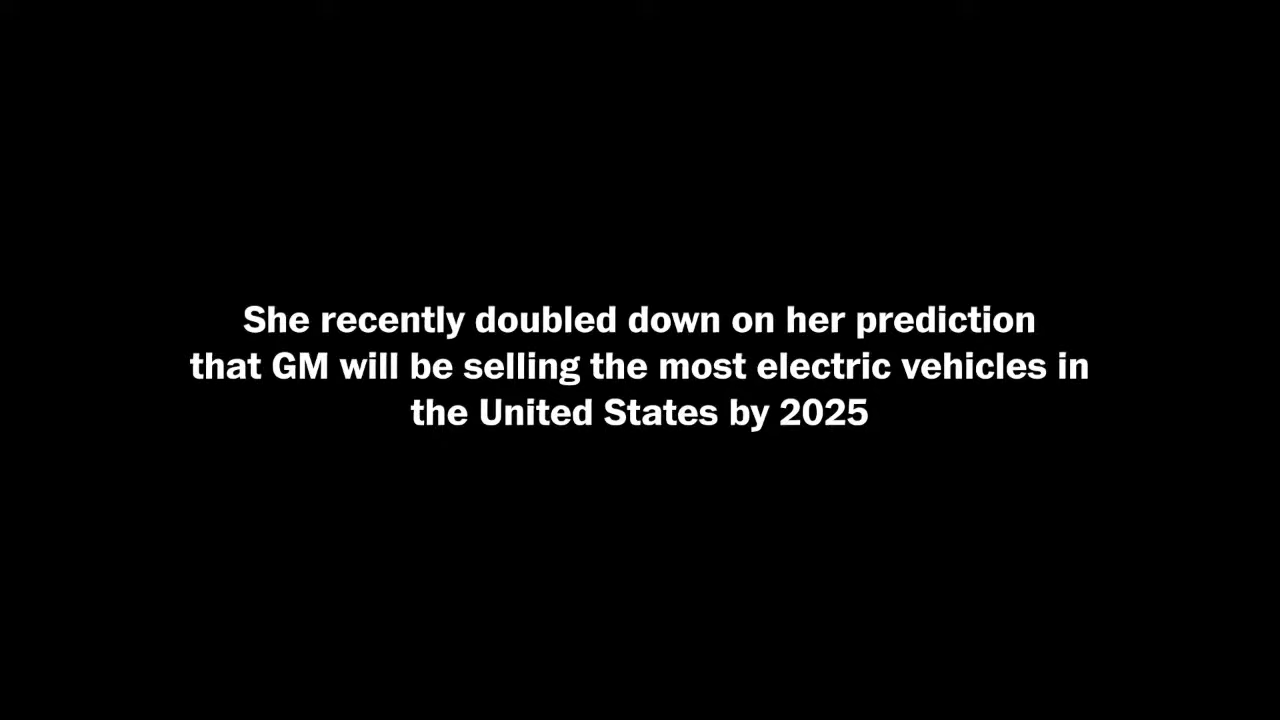 She recently doubled down on her prediction
that GM will be selling the most electric vehicles in
the United States by 2025